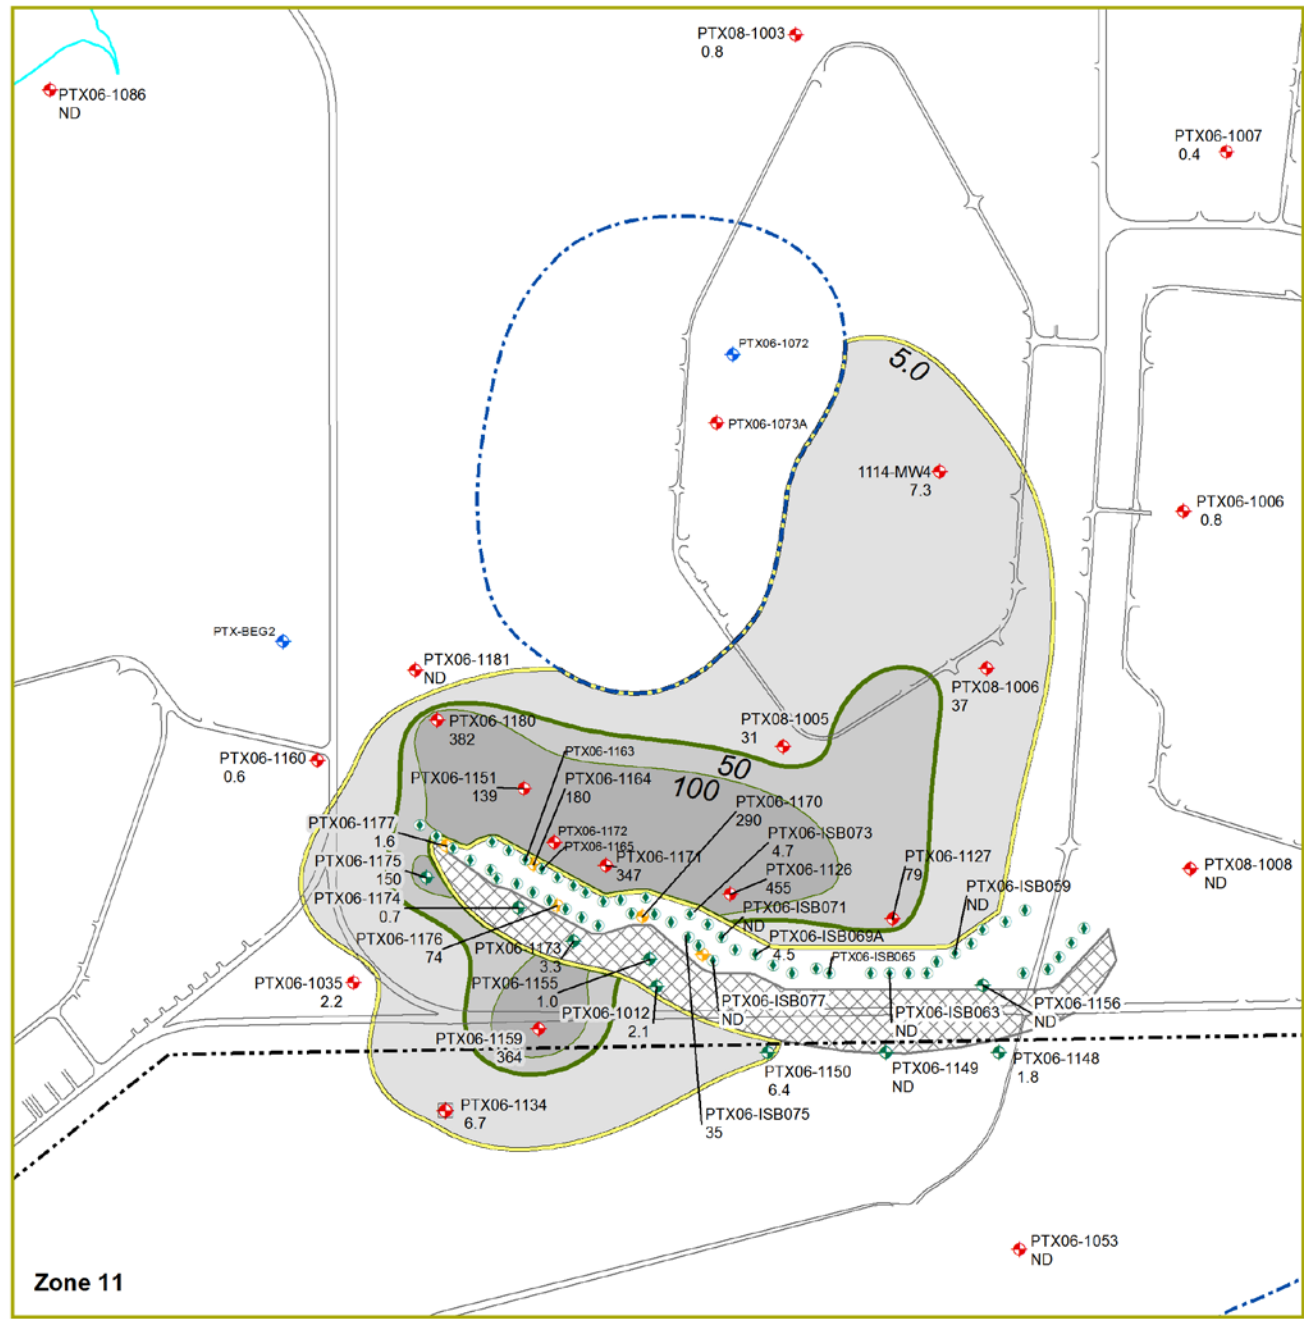 PTX08-1003
0.8
PTX06-1086
ND
PTX06-1007
0.4
PTX06-1072
5.0
PTX06-1073A
1114-MW4
7.3
PTX06-1006
0.8
PTX-BEG2
PTX06-1181
ND
PTX08-1006
37
PTX06-1180
382
PTX08-1005
31
PTX06-1163
PTX06-1160
0.6
50
100
PTX06-1151
139
PTX06-1164
180
PTX06-1170
290
PTX06-1177
1.6
PTX06-1172
PTX06-ISB073
4.7
PTX06-1165
PTX06-1171
347
PTX06-1127
79
PTX06-1175
150
PTX06-1126
455
PTX08-1008
ND
PTX06-ISB059
ND
PTX06-1174
0.7
PTX06-ISB071
ND
PTX06-1176
74
PTX06-1173
3.3
PTX06-ISB069A
4.5
PTX06-ISB065
PTX06-1035
2.2
PTX06-1155
1.0
PTX06-ISB077
ND
PTX06-1156
ND
PTX06-1012
2.1
PTX06-ISB063
ND
PTX06-1159
364
PTX06-1150
6.4
PTX06-1149
ND
PTX06-1148
1.8
PTX06-1134
6.7
PTX06-ISB075
35
PTX06-1053
ND
Zone 11